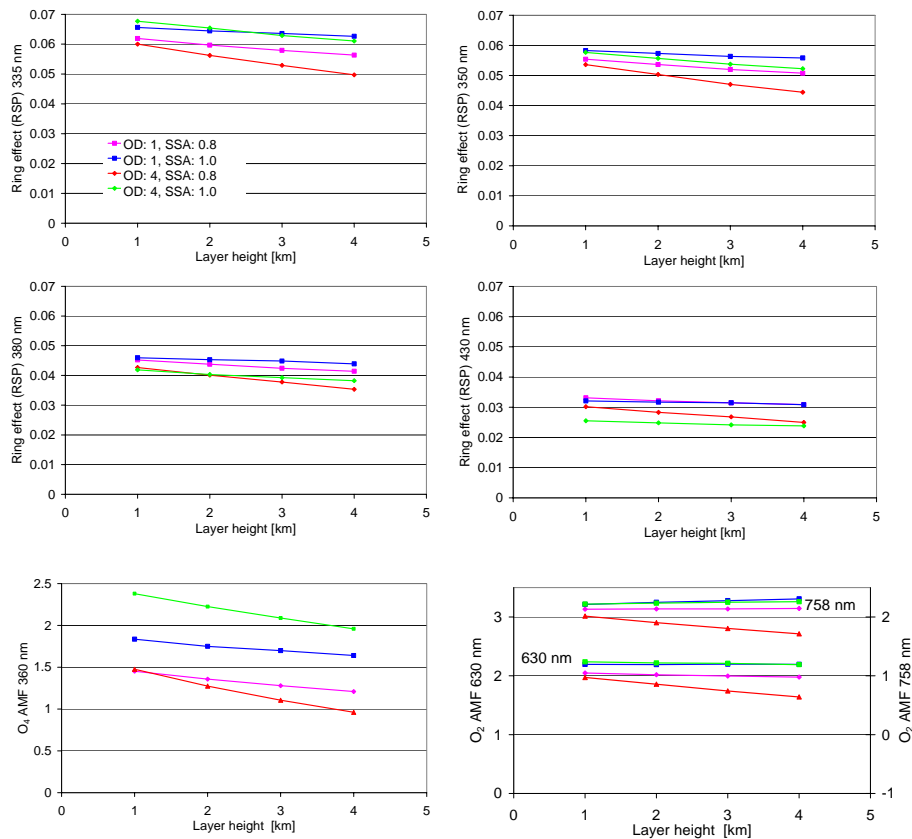 Ring effect (RSP) 335 nm
0.07
0.06
0.05
0.04
0.03
0.02
0.01
0
OD: 1, SSA: 0.8
OD: 1, SSA: 1.0
OD: 4, SSA: 0.8
OD: 4, SSA: 1.0
0 1 2 3 4 5
Layer height [km]
Ring effect (RSP) 350 nm
0.07
0.06
0.05
0.04
0.03
0.02
0.01
0
0 1 2 3 4 5
Layer height [km]
Ring effect (RSP) 380 nm
0.07
0.06
0.05
0.04
0.03
0.02
0.01
0
0 1 2 3 4 5
Layer height [km]
Ring effect (RSP) 430 nm
0.07
0.06
0.05
0.04
0.03
0.02
0.01
0
0 1 2 3 4 5
Layer height [km]
O₄ AMF 360 nm
2.5
2
1.5
1
0.5
0
0 1 2 3 4 5
Layer height [km]
O₂ AMF 630 nm
3
2
1
0
758 nm
630 nm
2
1
0
-1
O₂ AMF 758 nm
0 1 2 3 4 5
Layer height [km]